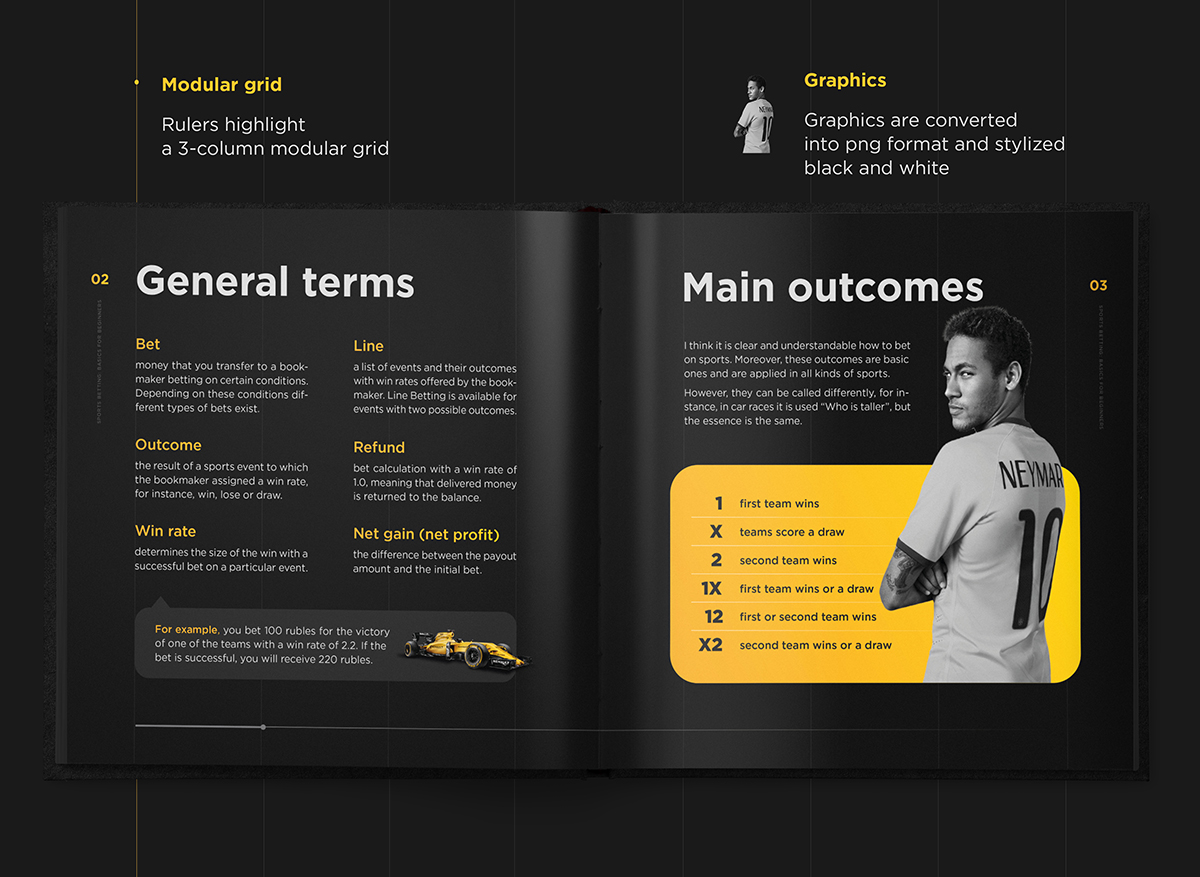 Modular grid
Rulers highlight
a 3-column modular grid
Graphics
Graphics are converted
into png format and stylized
black and white
02
General terms
SPORTS BETTING: BASICS FOR BEGINNERS
Bet
money that you transfer to a book-
maker betting on certain conditions.
Depending on these conditions dif-
ferent types of bets exist.
Line
a list of events and their outcomes
with win rates offered by the book-
maker. Line Betting is available for
events with two possible outcomes.
Outcome
the result of a sports event to which
the bookmaker assigned a win rate,
for instance, win, lose or draw.
Refund
bet calculation with a win rate of
1.0, meaning that delivered money
is returned to the balance.
Win rate
determines the size of the win with a
successful bet on a particular event.
Net gain (net profit)
the difference between the payout
amount and the initial bet.
For example, you bet 100 rubles for the victory
of one of the teams with a win rate of 2.2. If the
bet is successful, you will receive 220 rubles.
Main outcomes
03
SPORTS BETTING: BASICS FOR BEGINNERS
I think it is clear and understandable how to bet
on sports. Moreover, these outcomes are basic
ones and are applied in all kinds of sports.
However, they can be called differently, for in-
stance, in car races it is used “Who is taller”, but
the essence is the same.
1 first team wins
X teams score a draw
2 second team wins
1X first team wins or a draw
12 first or second team wins
X2 second team wins or a draw
NEYMAR
10